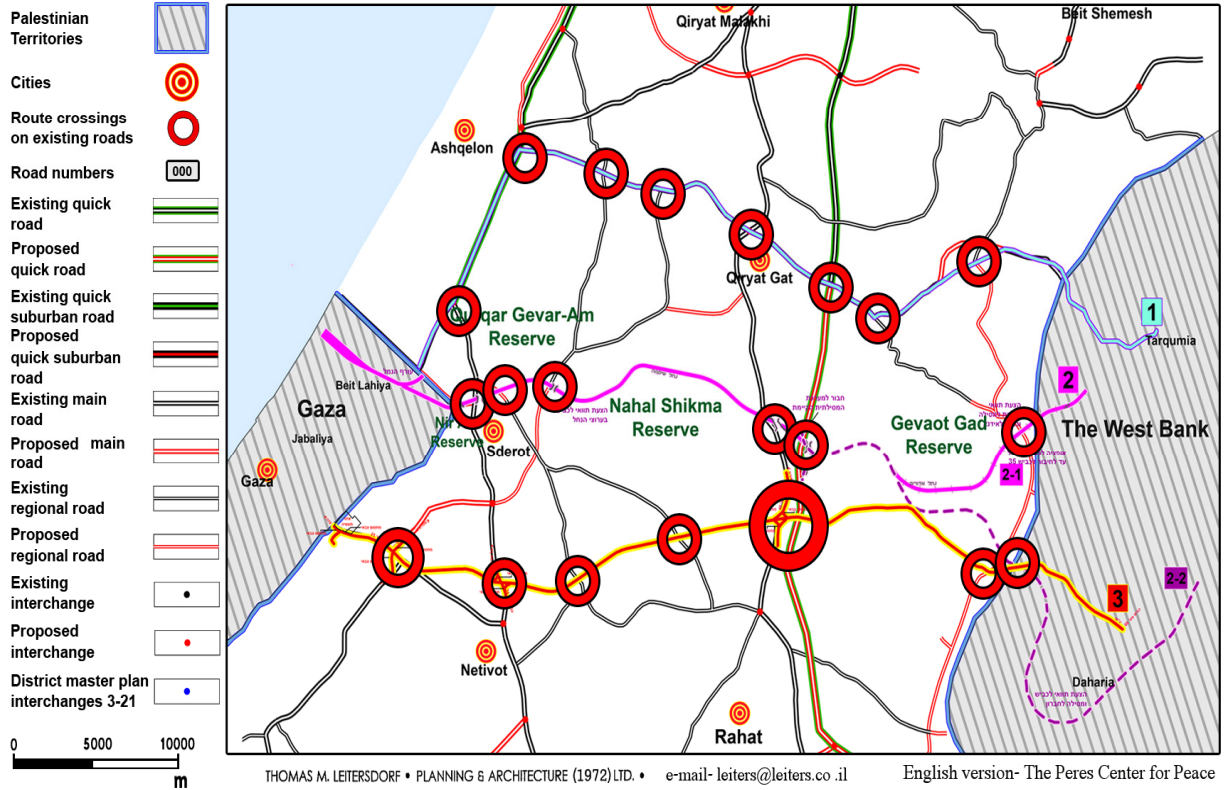 Palestinian
Territories
Cities
Route crossings
on existing roads
Road numbers
000
Existing quick
road
Proposed
quick road
Existing quick
suburban road
Proposed
quick suburban
road
Existing main
road
Proposed main
road
Existing
regional road
Proposed
regional road
Existing
interchange
Proposed
interchange
District master plan
interchanges 3-21
0 5000 10000
m
Qiryat Malakhi
Beit Shemesh
Ashqelon
Qiryat Gat
Gevar-Am
Reserve
1
Tarqumia
Beit Lahiya
2
Gaza
Nahal Shikma
Reserve
Gevaot Gad
Reserve
The West Bank
Reserve
Jabaliya
Sderot
Gaza
2-1
2-2
3
Netivot
Daharia
הצעת תוואי לכביש
Rahat
THOMAS M. LEITERSDORF • PLANNING & ARCHITECTURE (1972) LTD. • e-mail- leiters@leiters.co .il English version- The Peres Center for Peace